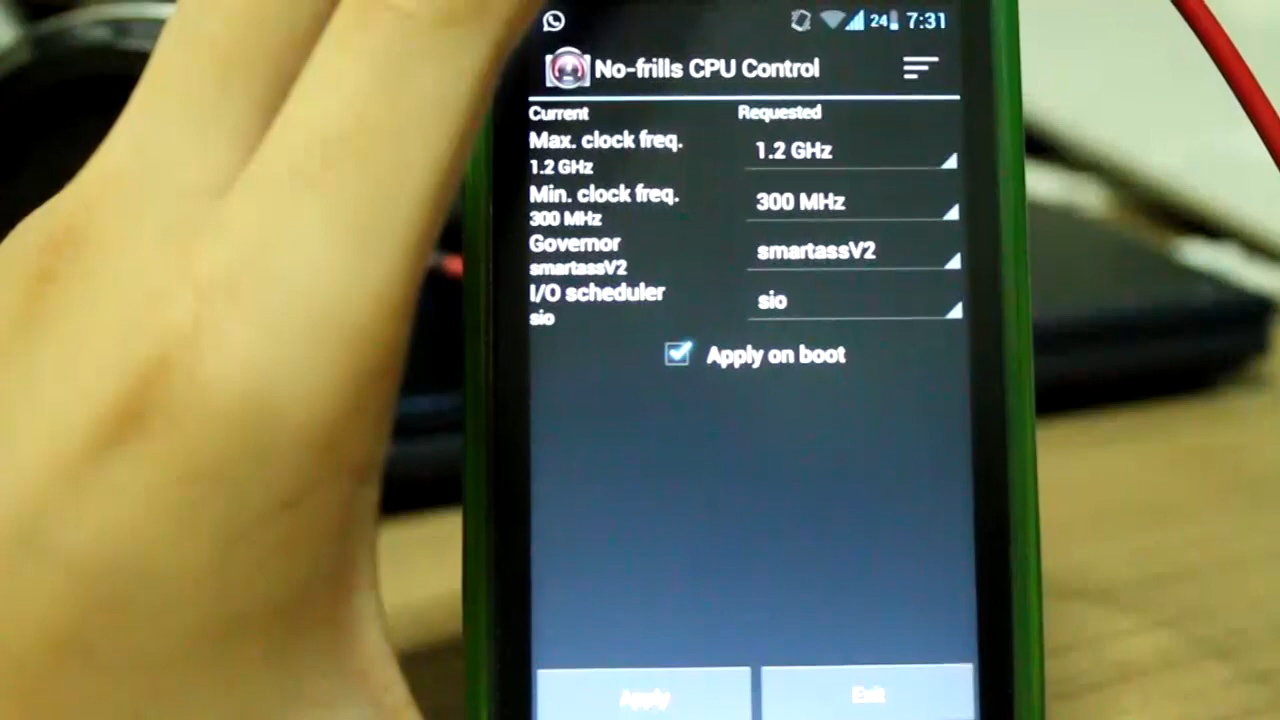 24 7:31
No-frills CPU Control
Current Requested
Max. clock freq. 1.2 GHz
1.2 GHz
Min. clock freq. 300 MHz
300 MHz
Governor smartassV2
smartassV2
I/O scheduler sio
sio
Apply on boot
Apply Exit